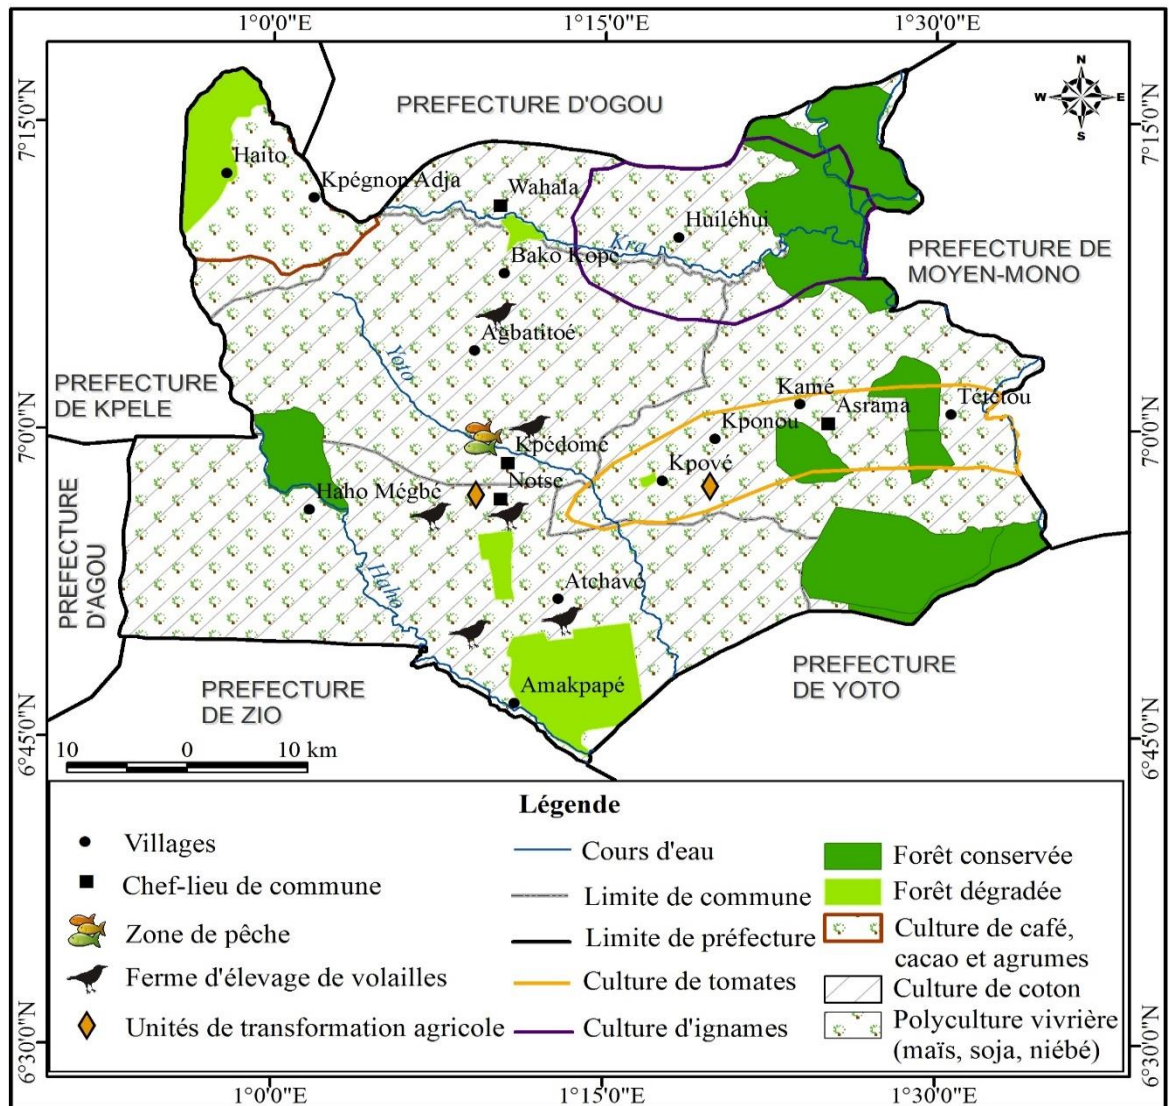 1°0'0"E 1°15'0"E 1°30'0"E
N
W E
S
7°15'0"N
7°15'0"N
PREFECTURE D'OGOU
Haito
Kpégnon Adja
Wahala
Huiléhui
Kra
PREFECTURE DE
MOYEN-MONO
Bako Kopé
Agbatitoé
Yoto
PREFECTURE
DE KPELE
7°0'0"N
7°0'0"N
Kamé
Asrama
Tététou
Kponou
Kpédomé
Kpové
Notse
Haho Mégbé
PREFECTURE
D'AGOU
Haho
Atchavé
PREFECTURE
DE ZIO
Amakpapé
PREFECTURE
DE YOTO
6°45'0"N
6°45'0"N
10 0 10 km
Légende
Villages
Chef-lieu de commune
Zone de pêche
Ferme d'élevage de volailles
Unités de transformation agricole
Cours d'eau
Limite de commune
Limite de préfecture
Culture de tomates
Culture d'ignames
Forêt conservée
Forêt dégradée
Culture de café,
cacao et agrumes
Culture de coton
Polyculture vivrière
(maïs, soja, niébé)
6°30'0"N
6°30'0"N
1°0'0"E 1°15'0"E 1°30'0"E